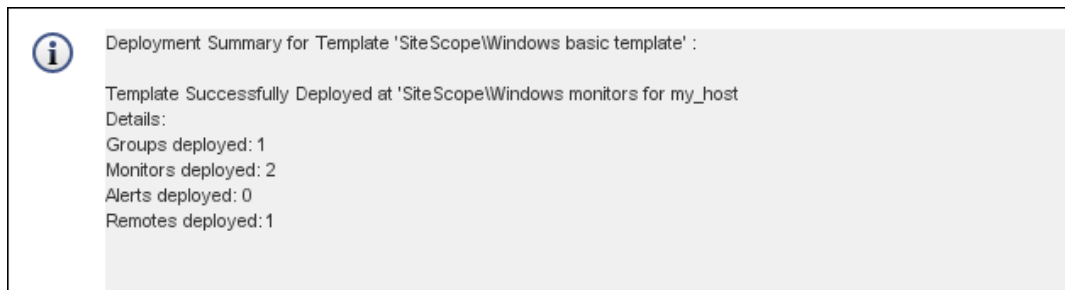 Deployment Summary for Template 'SiteScope\Windows basic template' :
Template Successfully Deployed at 'SiteScope\Windows monitors for my_host
Details:
Groups deployed: 1
Monitors deployed: 2
Alerts deployed: 0
Remotes deployed: 1